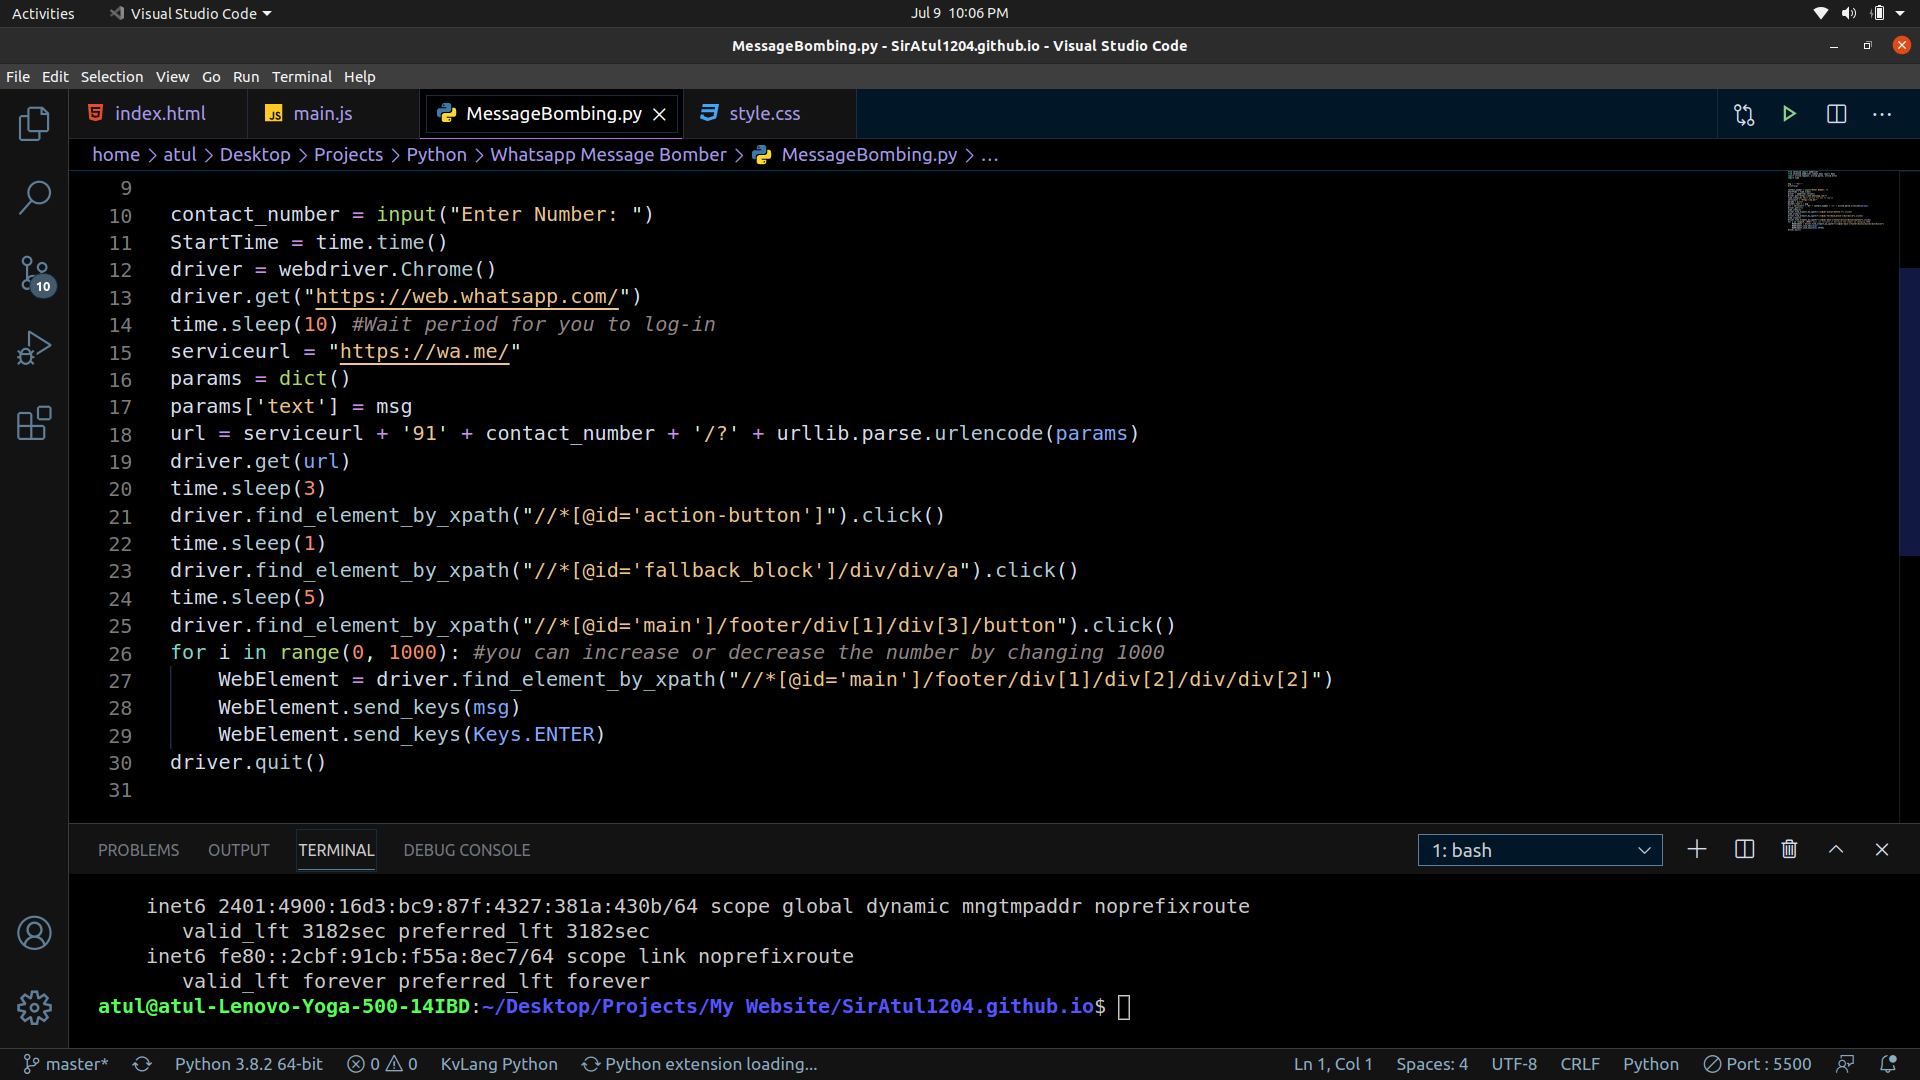 Activities Visual Studio Code Jul 9 10:06 PM
MessageBombing.py - SirAtul1204.github.io - Visual Studio Code
File Edit Selection View Go Run Terminal Help
index.html JS main.js MessageBombing.py style.css
home > atul > Desktop > Projects > Python > Whatsapp Message Bomber > MessageBombing.py > ...
9
10 contact_number = input("Enter Number: ")
11 StartTime = time.time()
12 driver = webdriver.Chrome()
13 driver.get("https://web.whatsapp.com/")
14 time.sleep(10) #Wait period for you to log-in
15 serviceurl = "https://wa.me/"
16 params = dict()
17 params['text'] = msg
18 url = serviceurl + '91' + contact_number + '/?' + urllib.parse.urlencode(params)
19 driver.get(url)
20 time.sleep(3)
21 driver.find_element_by_xpath("//*[@id='action-button']").click()
22 time.sleep(1)
23 driver.find_element_by_xpath("//*[@id='fallback_block']/div/div/a").click()
24 time.sleep(5)
25 driver.find_element_by_xpath("//*[@id='main']/footer/div[1]/div[3]/button").click()
26 for i in range(0, 1000): #you can increase or decrease the number by changing 1000
27 WebElement = driver.find_element_by_xpath("//*[@id='main']/footer/div[1]/div[2]/div/div[2]")
28 WebElement.send_keys(msg)
29 WebElement.send_keys(Keys.ENTER)
30 driver.quit()
31
10
PROBLEMS OUTPUT TERMINAL DEBUG CONSOLE 1: bash
inet6 2401:4900:16d3:bc9:87f:4327:381a:430b/64 scope global dynamic mngtmpaddr noprefixroute
valid_lft 3182sec preferred_lft 3182sec
inet6 fe80::2cbf:91cb:f55a:8ec7/64 scope link noprefixroute
valid_lft forever preferred_lft forever
atul@atul-Lenovo-Yoga-500-14IBD:~/Desktop/Projects/My Website/SirAtul1204.github.io$
master* Python 3.8.2 64-bit 0 0 KvLang Python Python extension loading... Ln 1, Col 1 Spaces: 4 UTF-8 CRLF Python Port : 5500